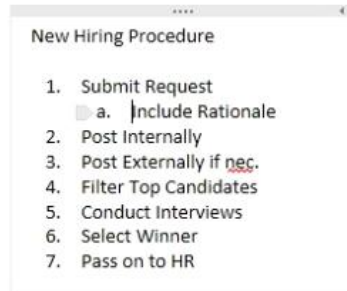 New Hiring Procedure
1. Submit Request
a. Include Rationale
2. Post Internally
3. Post Externally if nec.
4. Filter Top Candidates
5. Conduct Interviews
6. Select Winner
7. Pass on to HR